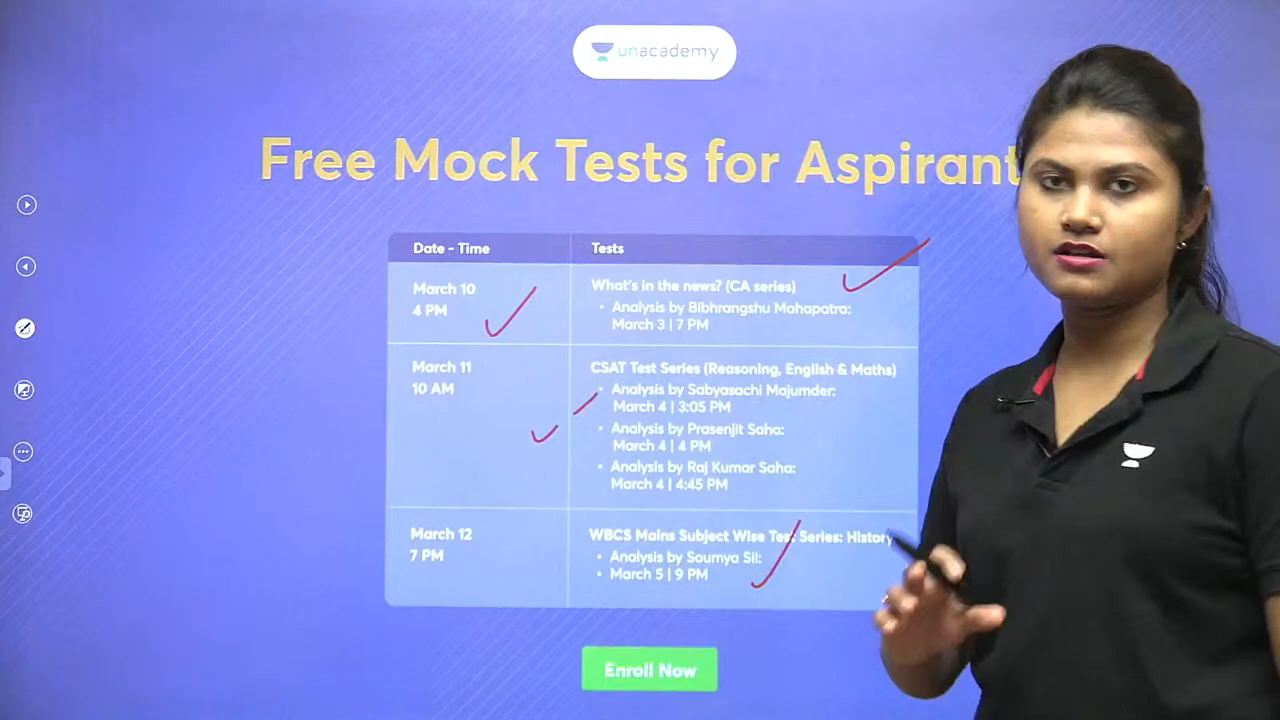 unacademy
Free Mock Tests for Aspirant
Date - Time
Tests
March 10
4 PM
What's in the news? (CA series)
• Analysis by Bibhrangshu Mahapatra:
March 3 | 7 PM
March 11
10 AM
CSAT Test Series (Reasoning, English & Maths)
• Analysis by Sabyasachi Majumder:
March 4 | 3:05 PM
• Analysis by Prasenjit Saha:
March 4 | 4 PM
• Analysis by Raj Kumar Saha:
March 4 | 4:45 PM
March 12
7 PM
WBCS Mains Subject Wise Test Series: History
• Analysis by Soumya Sil:
• March 5 | 9 PM
Enroll Now